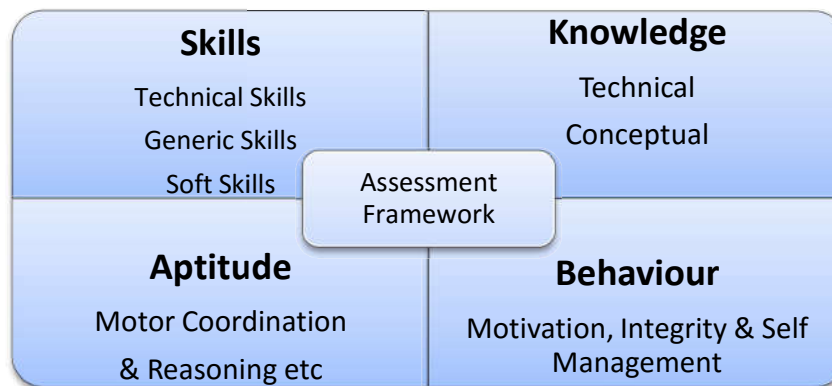 Skills
Technical Skills
Generic Skills
Soft Skills
Knowledge
Technical
Conceptual
Assessment
Framework
Aptitude
Motor Coordination
& Reasoning etc
Behaviour
Motivation, Integrity & Self
Management